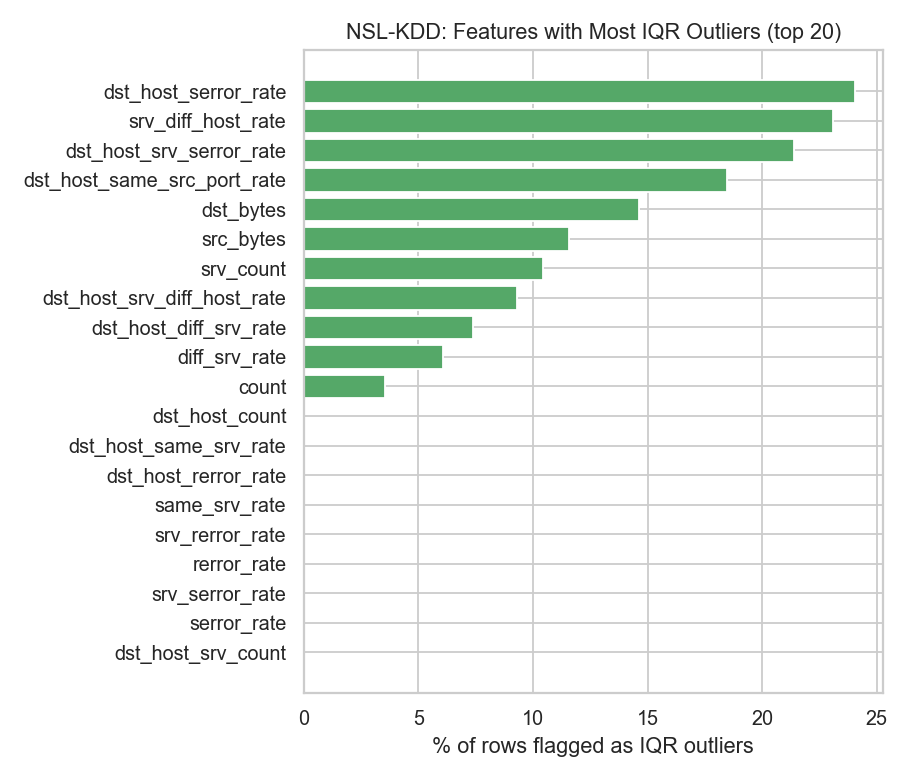 NSL-KDD: Features with Most IQR Outliers (top 20)
dst_host_serror_rate
srv_diff_host_rate
dst_host_srv_serror_rate
dst_host_same_src_port_rate
dst_bytes
src_bytes
srv_count
dst_host_srv_diff_host_rate
dst_host_diff_srv_rate
diff_srv_rate
count
dst_host_count
dst_host_same_srv_rate
dst_host_rerror_rate
same_srv_rate
srv_rerror_rate
rerror_rate
srv_serror_rate
serror_rate
dst_host_srv_count
0 5 10 15 20 25
% of rows flagged as IQR outliers